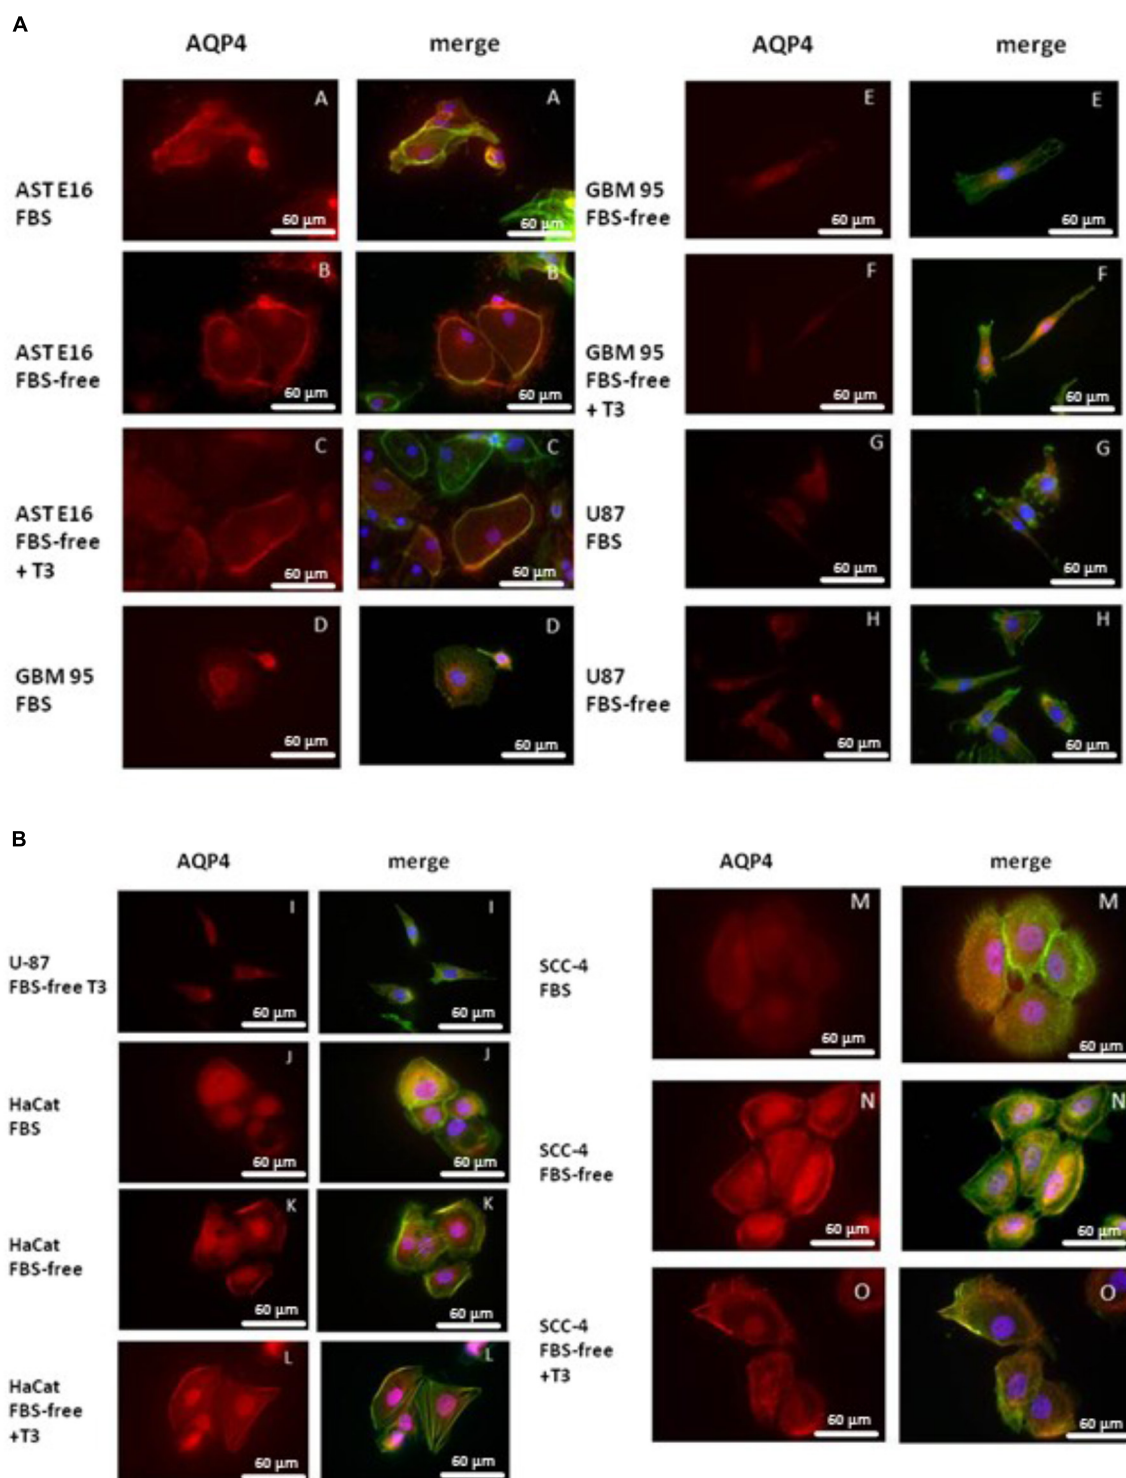 A
AQP4
merge
AQP4
merge
AST E16
FBS
A
60 µm
A
60 µm
GBM 95
FBS-free
E
60 µm
E
60 µm
AST E16
FBS-free
B
60 µm
B
60 µm
GBM 95
FBS-free
+ T3
F
60 µm
F
60 µm
AST E16
FBS-free
+ T3
C
60 µm
C
60 µm
U87
FBS
G
60 µm
G
60 µm
GBM 95
FBS
D
60 µm
D
60 µm
U87
FBS-free
H
60 µm
H
60 µm
B
AQP4
merge
AQP4
merge
U-87
FBS-free T3
I
60 µm
I
60 µm
HaCat
FBS
J
60 µm
J
60 µm
HaCat
FBS-free
K
60 µm
K
60 µm
HaCat
FBS-free
+T3
L
60 µm
L
60 µm
SCC-4
FBS
M
60 µm
M
60 µm
SCC-4
FBS-free
N
60 µm
N
60 µm
SCC-4
FBS-free
+T3
O
60 µm
O
60 µm